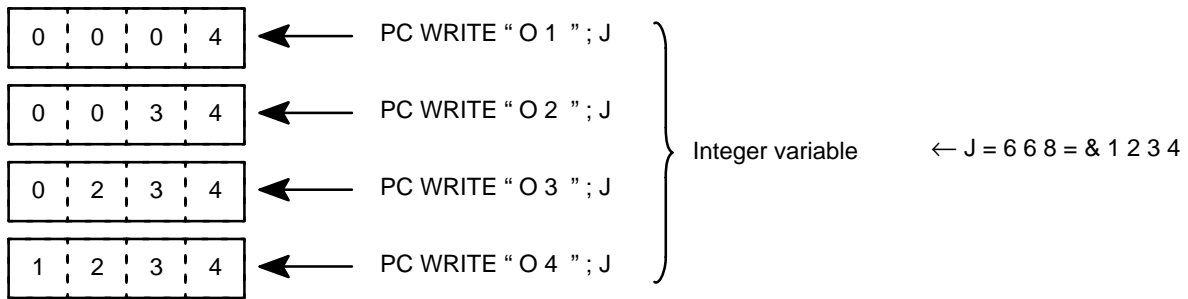 0 0 0 4 PC WRITE “ O 1 ” ; J
0 0 3 4 PC WRITE “ O 2 ” ; J
Integer variable ← J = 6 6 8 = & 1 2 3 4
0 2 3 4 PC WRITE “ O 3 ” ; J
1 2 3 4 PC WRITE “ O 4 ” ; J